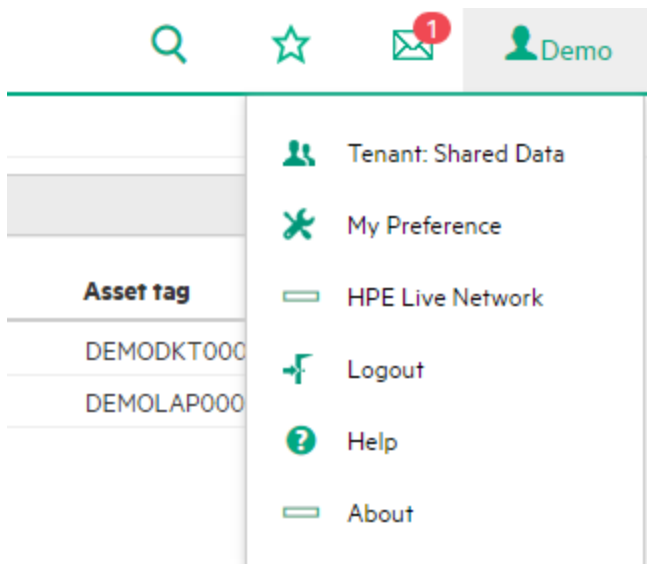 1
Demo
Tenant: Shared Data
My Preference
Asset tag
HPE Live Network
DEMODKT000
Logout
DEMOLAP000
Help
About